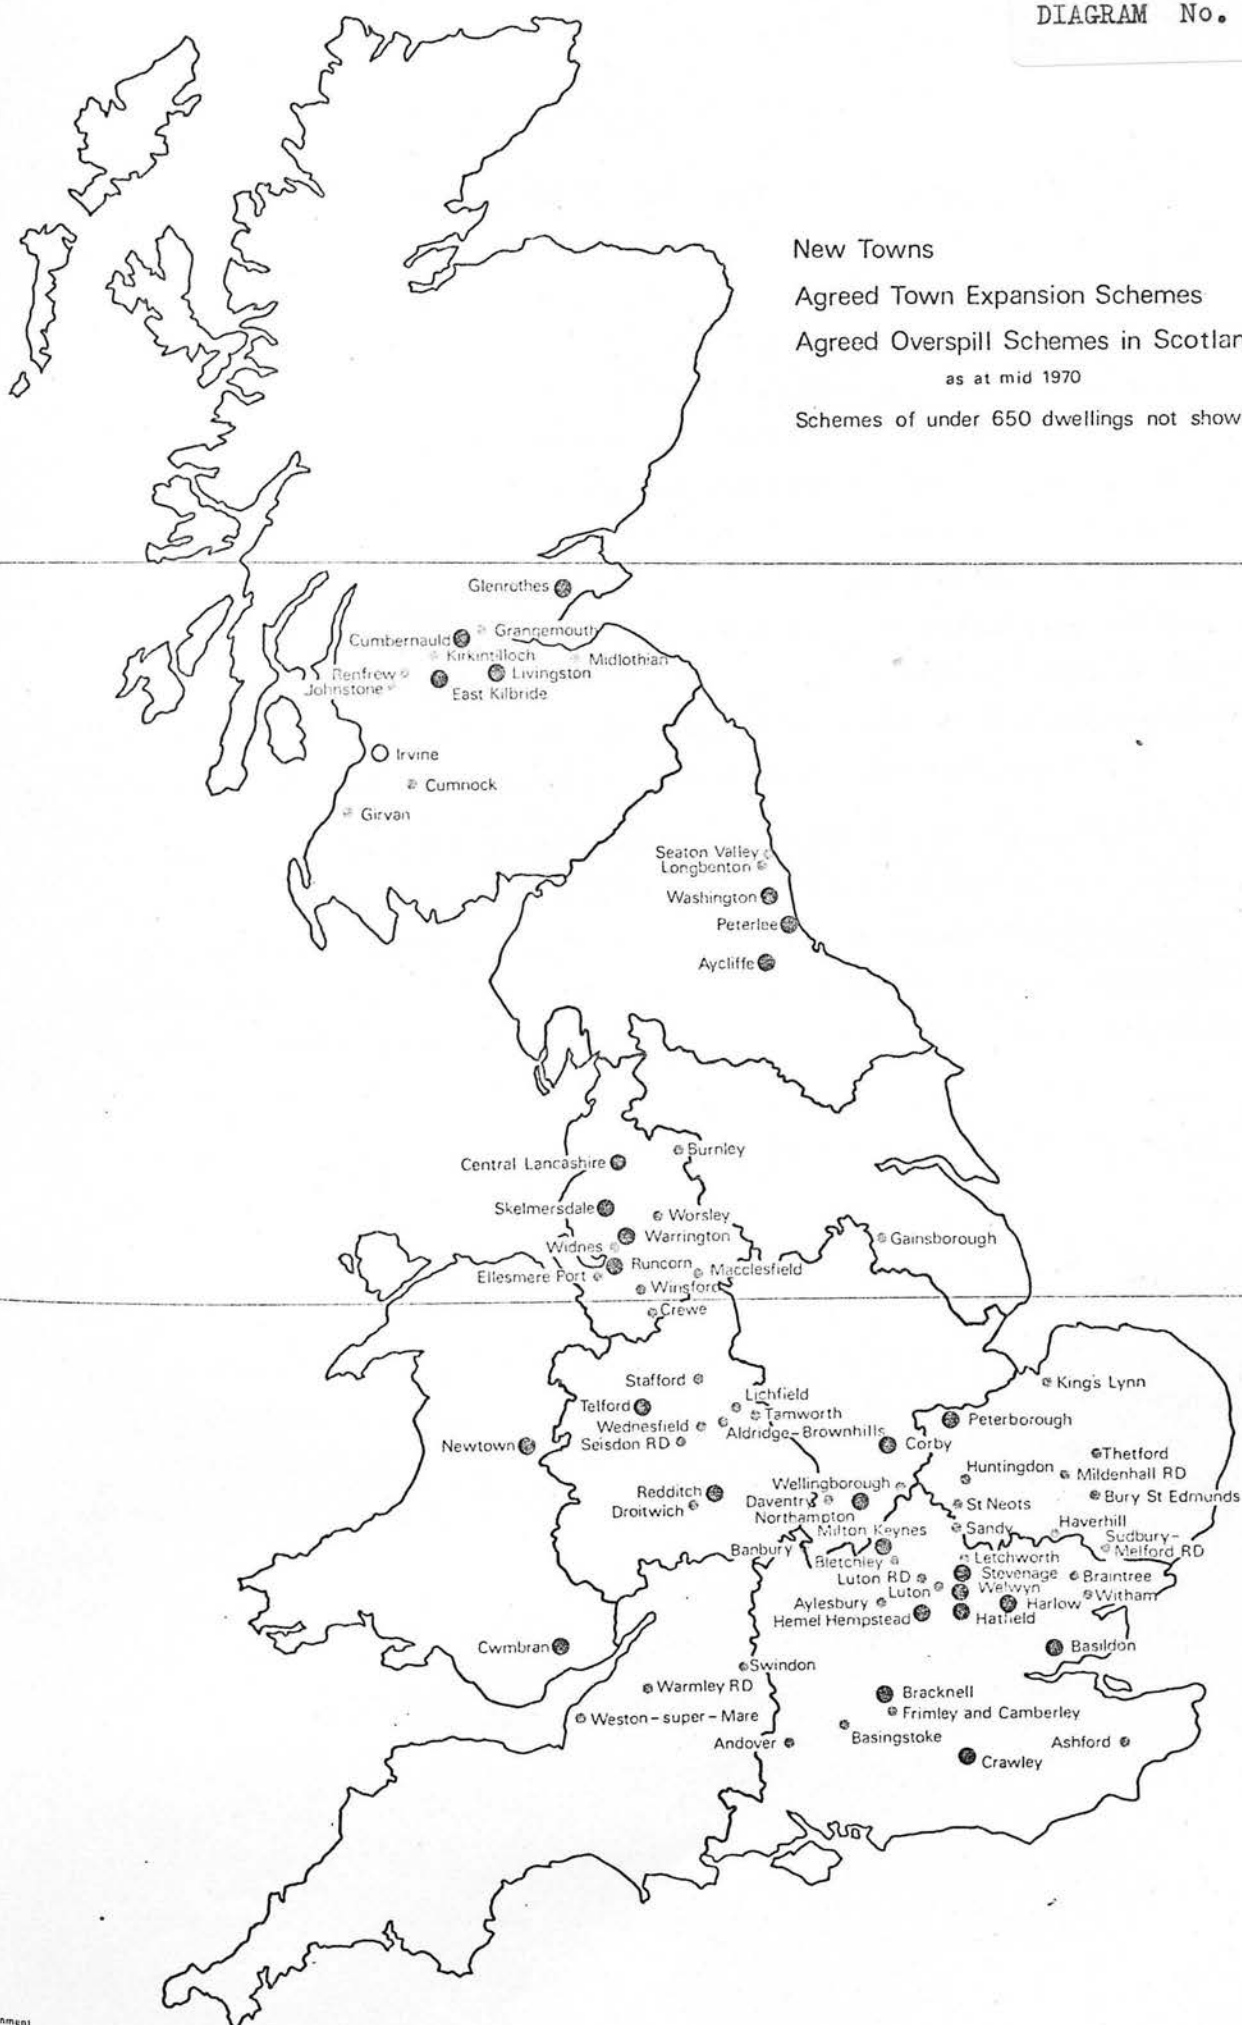 DIAGRAM No.
New Towns
Agreed Town Expansion Schemes
Agreed Overspill Schemes in Scotlan
as at mid 1970
Schemes of under 650 dwellings not show
Glenrothes
Grangemouth
Cumbernauld
Kirkintilloch
Midlothian
Renfrew
Livingston
Johnstone
East Kilbride
Irvine
Cumnock
Girvan
Seaton Valley
Longbenton
Washington
Peterlee
Aycliffe
Burnley
Central Lancashire
Skelmersdale
Worsley
Warrington
Gainsborough
Widnes
Runcorn
Macclesfield
Ellesmere Port
Winsford
Crewe
Stafford
King's Lynn
Lichfield
Telford
Tamworth
Peterborough
Wednesfield
Aldridge-Brownhills
Seisdon RD
Newtown
Corby
Thetford
Huntingdon
Mildenhall RD
Wellingborough
Redditch
Bury St Edmunds
Daventry
St Neots
Droitwich
Northampton
Haverhill
Milton Keynes
Sandy
Sudbury-
Melford RD
Banbury
Letchworth
Bletchley
Stevenage
Braintree
Luton RD
Luton
Welwyn
Witham
Aylesbury
Harlow
Hemel Hempstead
Hatfield
Cwmbran
Basildon
Swindon
Warmley RD
Bracknell
Frimley and Camberley
Weston-super-Mare
Basingstoke
Andover
Ashford
Crawley
nment